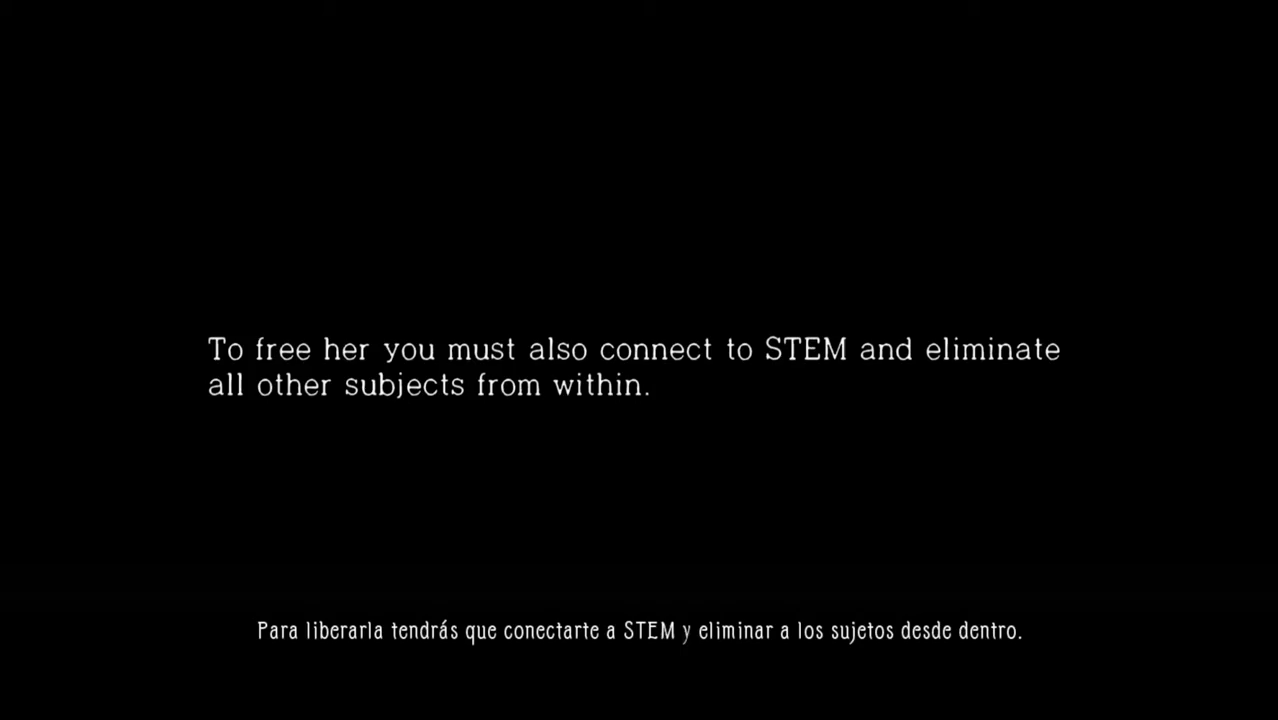 To free her you must also connect to STEM and eliminate
all other subjects from within.
Para liberarla tendrás que conectarte a STEM y eliminar a los sujetos desde dentro.